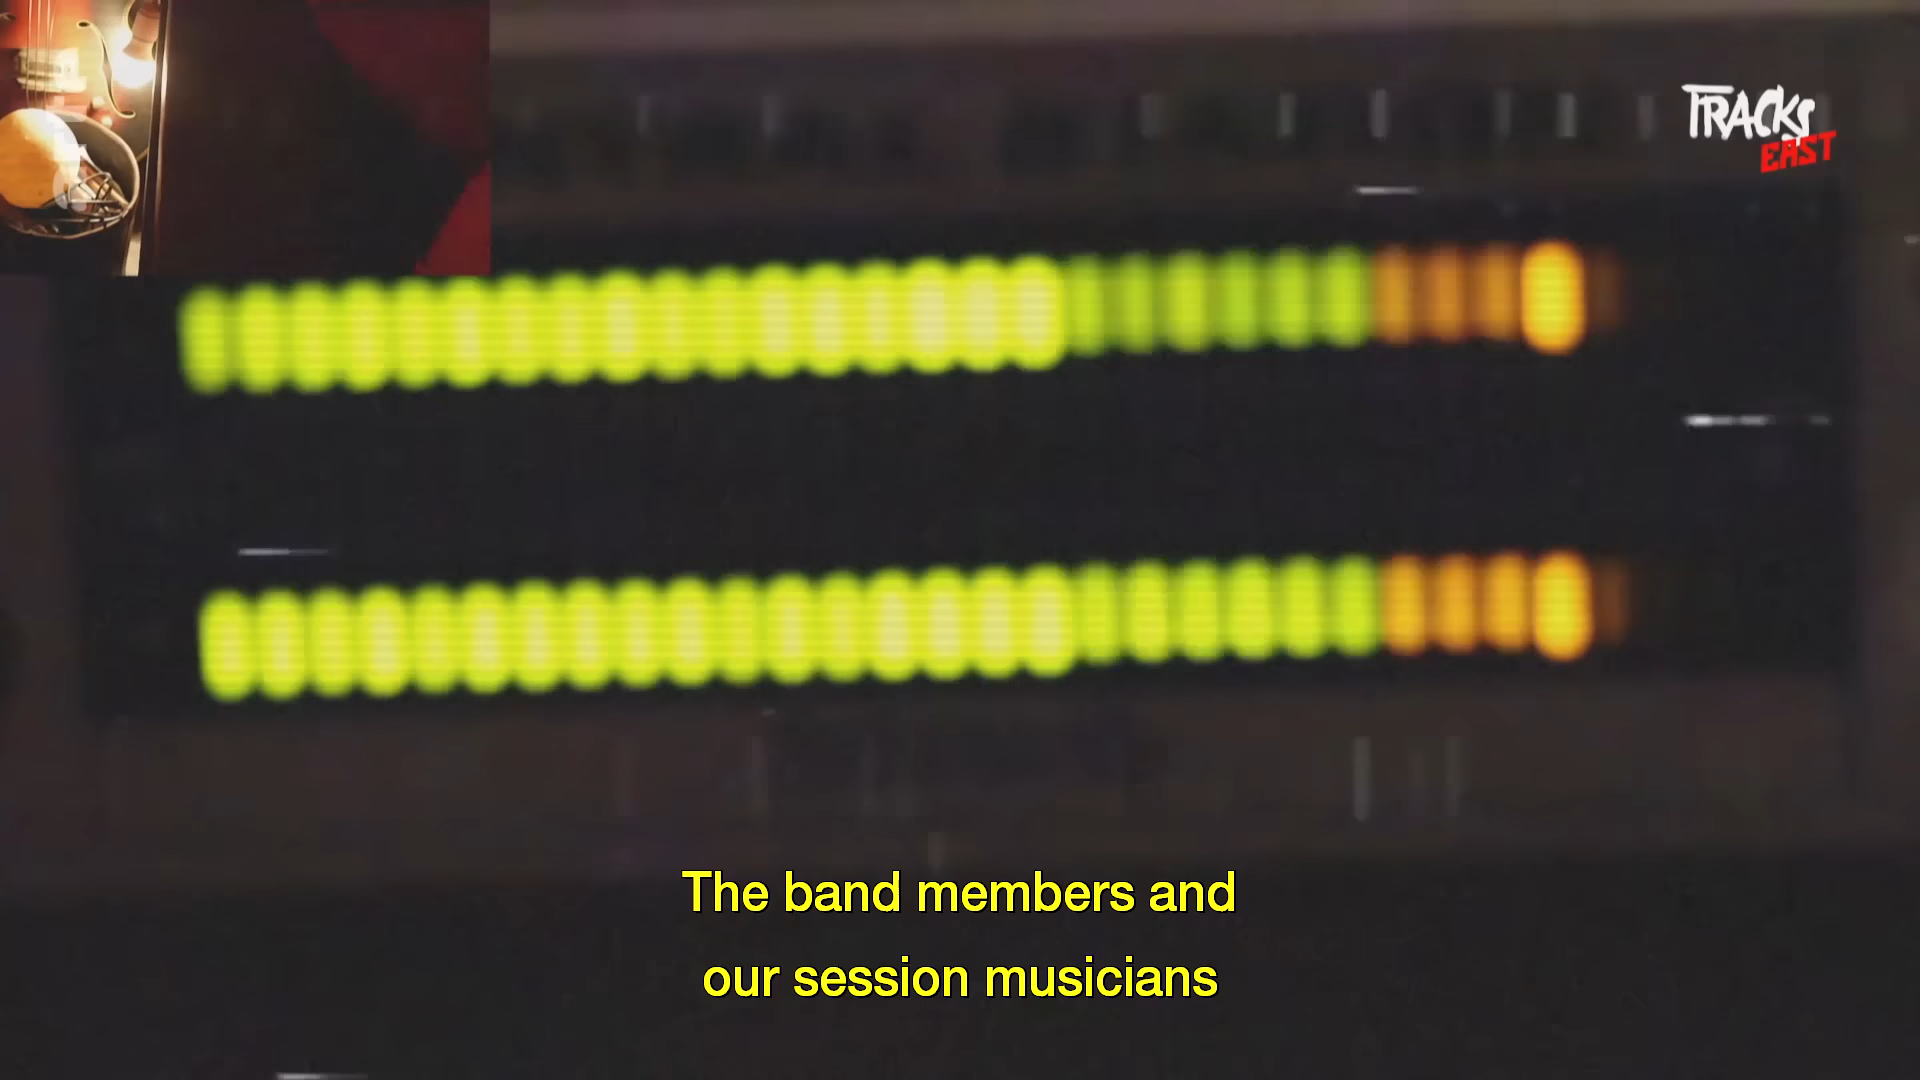 TRACKS
EAST
The band members and
our session musicians